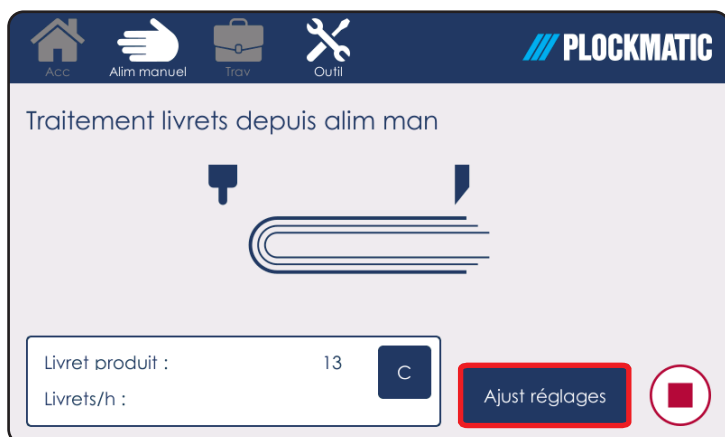 Acc
Alim manuel
Trav
Outil
PLOCKMATIC
Traitement livrets depuis alim man
Livret produit : 13
C
Livrets/h :
Ajust réglages